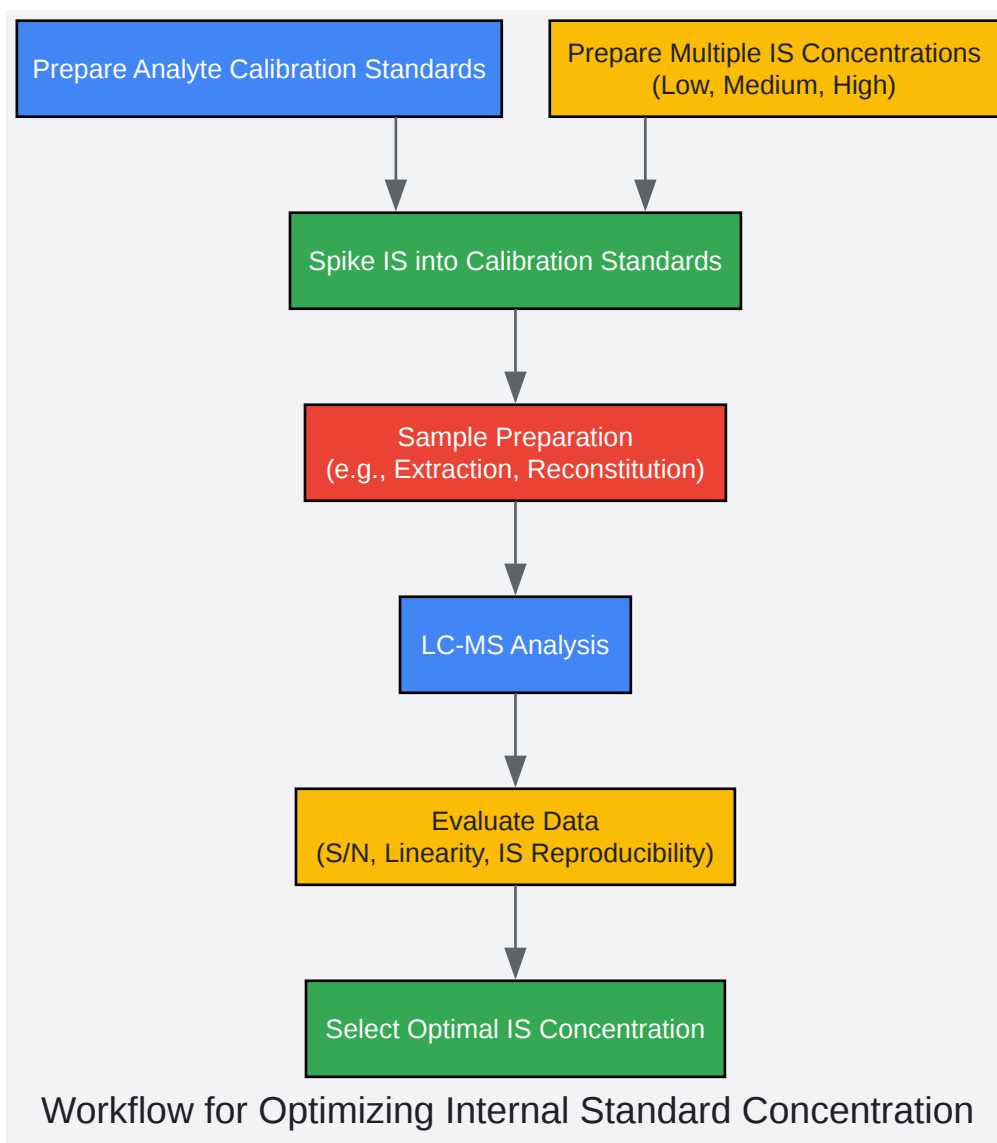 Prepare Analyte Calibration Standards
Prepare Multiple IS Concentrations
(Low, Medium, High)
Spike IS into Calibration Standards
Sample Preparation
(e.g., Extraction, Reconstitution)
LC-MS Analysis
Evaluate Data
(S/N, Linearity, IS Reproducibility)
Select Optimal IS Concentration
Workflow for Optimizing Internal Standard Concentration